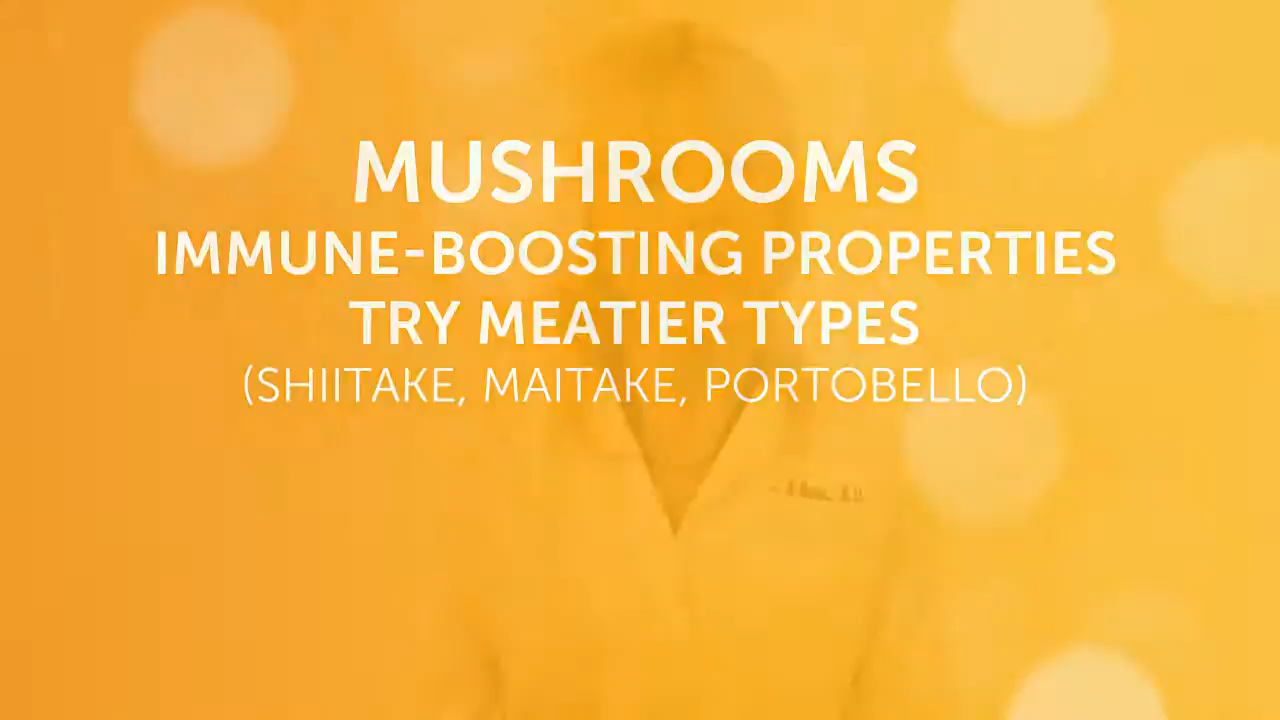 MUSHROOMS
IMMUNE-BOOSTING PROPERTIES
TRY MEATIER TYPES
(SHIITAKE, MAITAKE, PORTOBELLO)